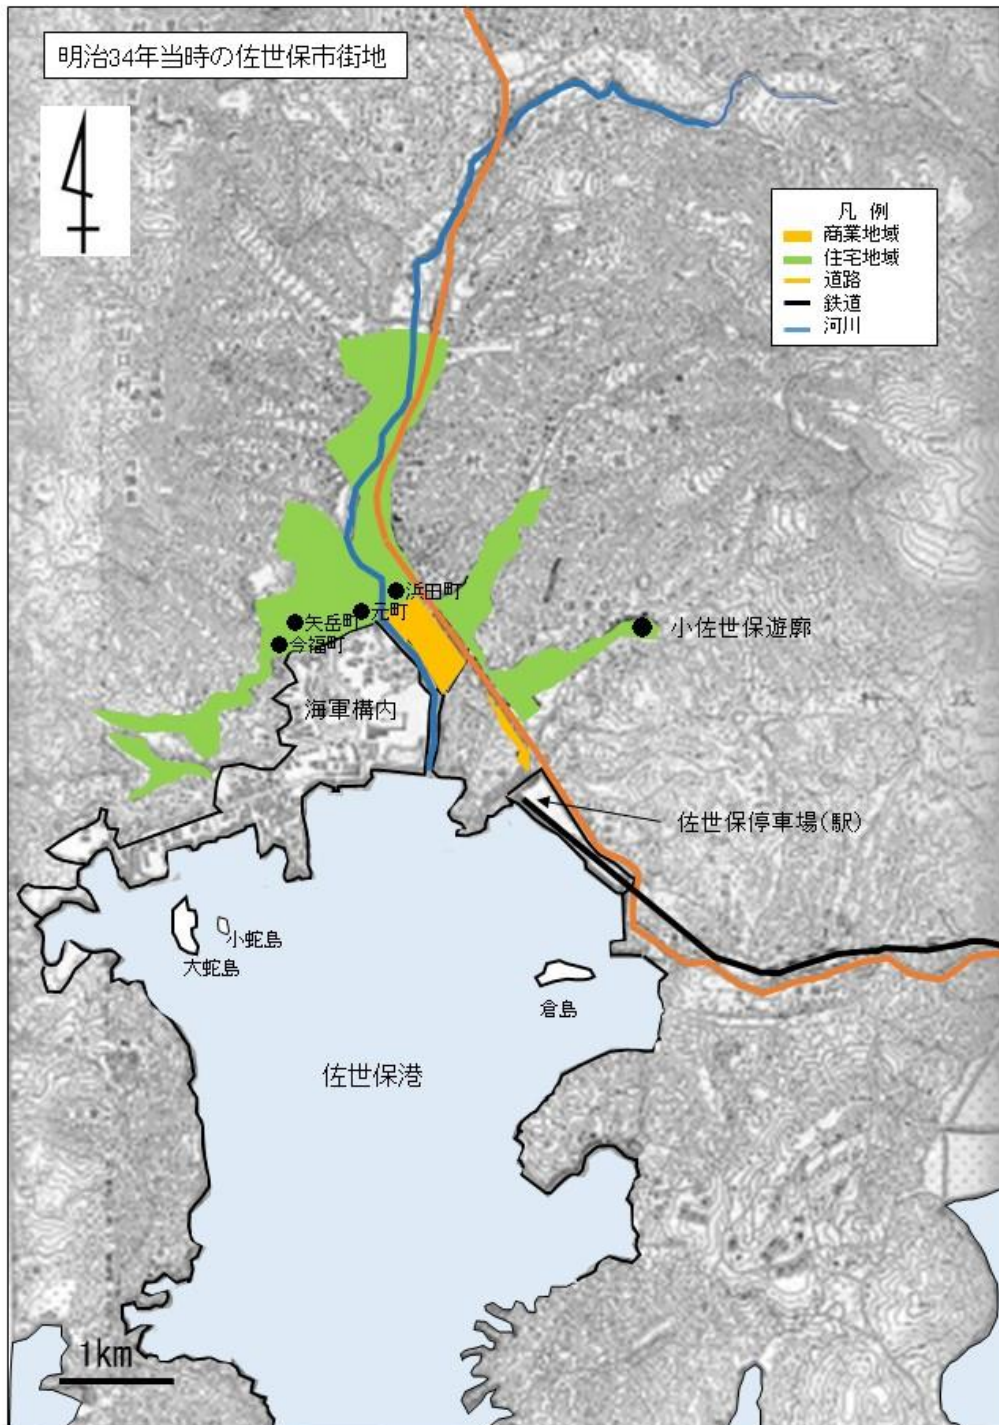 明治34年当時の佐世保市街地
凡 例
商業地域
住宅地域
道路
鉄道
河川
浜田町
元町
矢岳町
今福町
小佐世保遊廓
海軍構内
佐世保停車場(駅)
小蛇島
大蛇島
倉島
佐世保港
1km